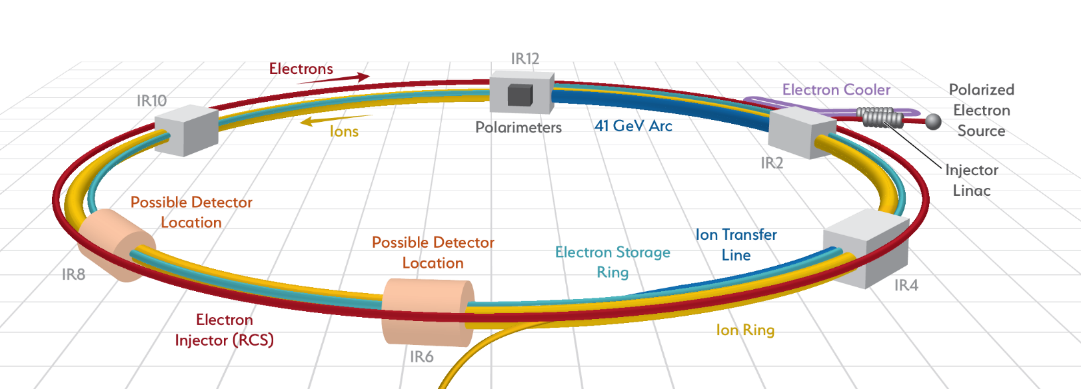 IR12
Electrons
IR10
Electron Cooler
Polarized
Electron
Source
Ions
Polarimeters
41 GeV Arc
IR2
Injector
Linac
Possible Detector
Location
Possible Detector
Location
Electron Storage
Ring
Ion Transfer
Line
IR8
IR4
Electron
Injector (RCS)
Ion Ring
IR6